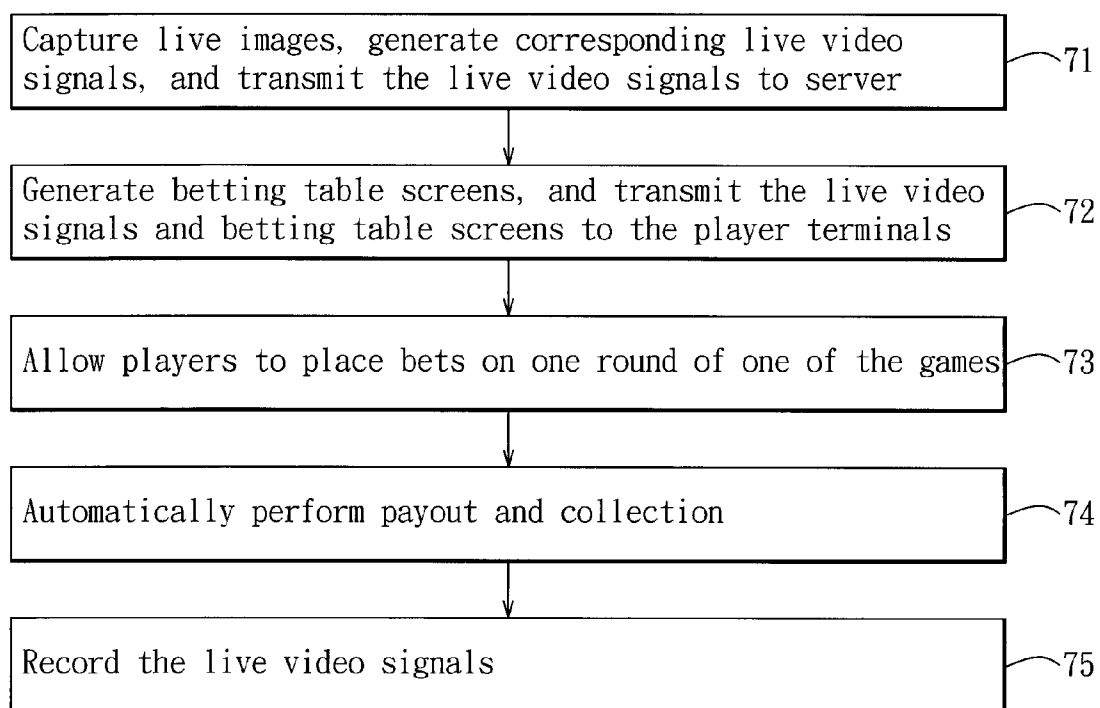 Capture live images, generate corresponding live video
signals, and transmit the live video signals to server
71
Generate betting table screens, and transmit the live video
signals and betting table screens to the player terminals
72
Allow players to place bets on one round of one of the games
73
Automatically perform payout and collection
74
Record the live video signals
75